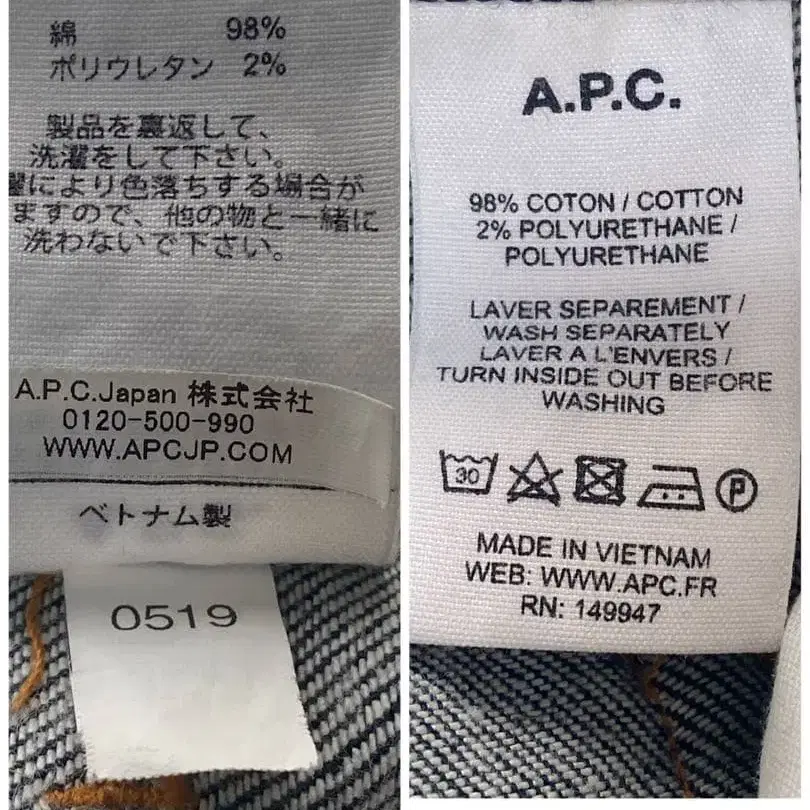 綿 98%
ポリウレタン 2%
製品を裏返して、
洗濯をして下さい。
濯により色落ちする場合が
ますので、他の物と一緒に
洗わないで下さい。
A.P.C.Japan 株式会社
0120-500-990
WWW.APCJP.COM
ベトナム製
0519
A.P.C.
98% COTON / COTTON
2% POLYURETHANE /
POLYURETHANE
LAVER SEPAREMENT /
WASH SEPARATELY
LAVER A L'ENVERS /
TURN INSIDE OUT BEFORE
WASHING
30
P
MADE IN VIETNAM
WEB: WWW.APC.FR
RN: 149947